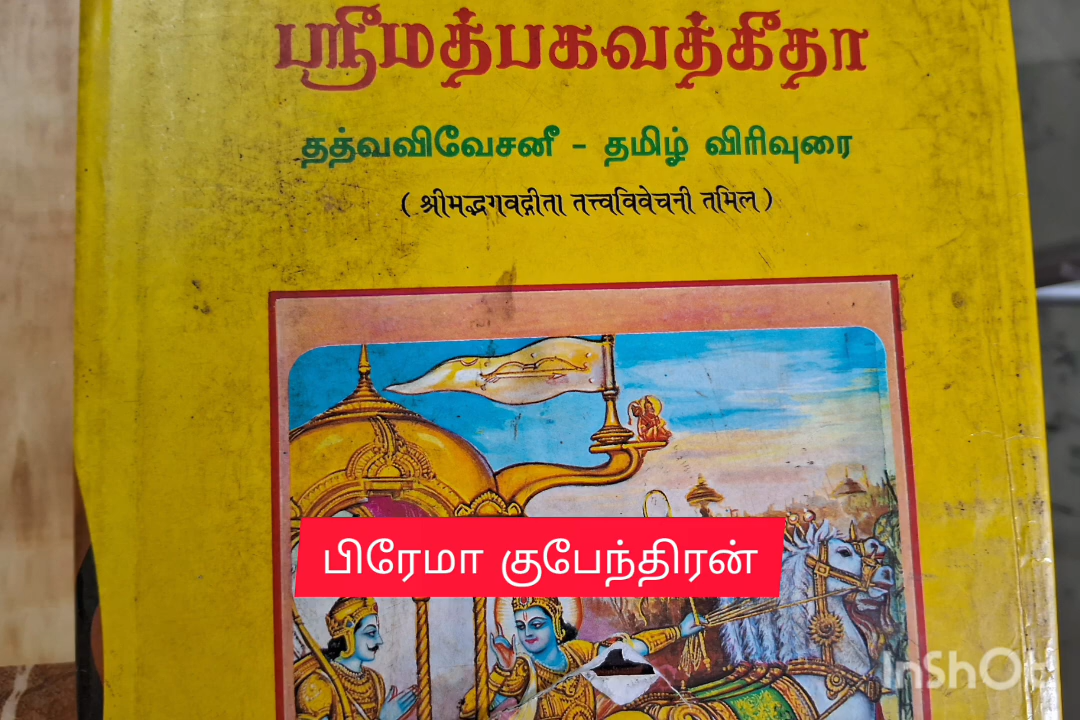 ஸ்ரீமத்பகவத்கீதா
தத்வவிவேசனீ - தமிழ் விரிவுரை
( श्रीमद्भगवद्गीता तत्त्वविवेचनी तमिल )
பிரேமா குபேந்திரன்
InShOt